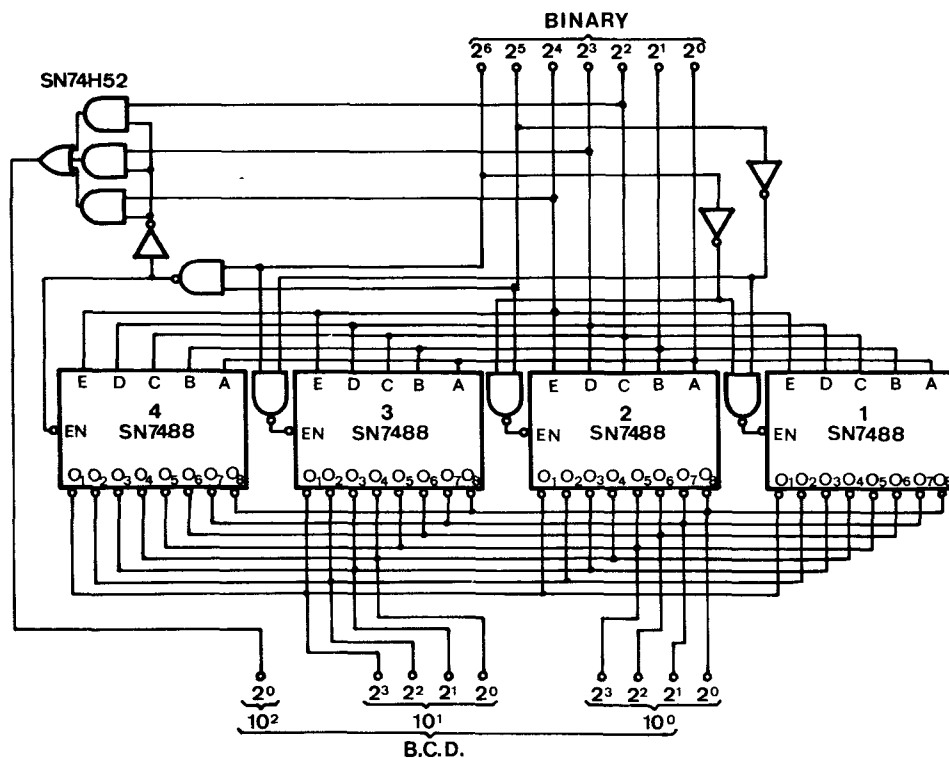 BINARY
2⁶ 2⁵ 2⁴ 2³ 2² 2¹ 2⁰
SN74H52
E D C B A
E D C B A
E D C B A
E D C B A
4
3
2
1
SN7488
SN7488
SN7488
SN7488
EN
EN
EN
EN
O₁ O₂ O₃ O₄ O₅ O₆ O₇ O₈
O₁ O₂ O₃ O₄ O₅ O₆ O₇ O₈
O₁ O₂ O₃ O₄ O₅ O₆ O₇ O₈
O₁ O₂ O₃ O₄ O₅ O₆ O₇ O₈
2⁰ 2³ 2² 2¹ 2⁰ 2³ 2² 2¹ 2⁰
10² 10¹ 10⁰
B.C.D.